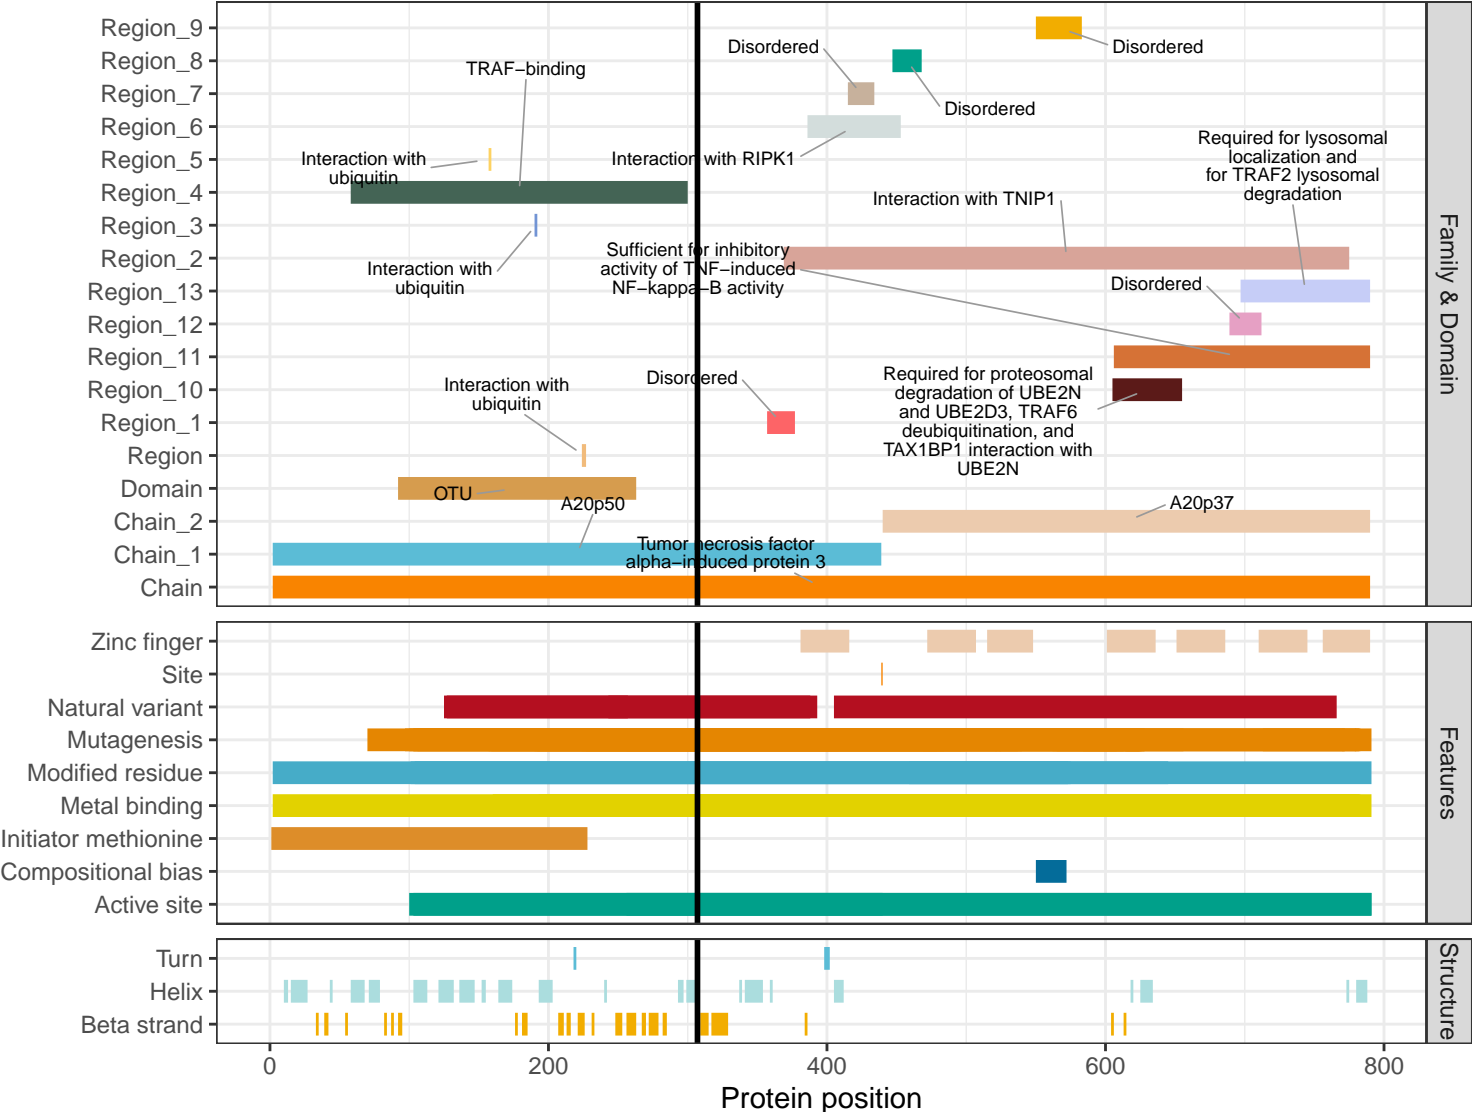 Region_9
Region_8
Region_7
Region_6
Region_5
Region_4
Region_3
Region_2
Region_13
Region_12
Region_11
Region_10
Region_1
Region
Domain
Chain_2
Chain_1
Chain
Disordered
Disordered
TRAF−binding
Disordered
Interaction with
ubiquitin
Interaction with RIPK1
Required for lysosomal
localization and
for TRAF2 lysosomal
degradation
Interaction with TNIP1
Interaction with
ubiquitin
Sufficient for inhibitory
activity of TNF−induced
NF−kappa−B activity
Disordered
Interaction with
ubiquitin
Disordered
Required for proteosomal
degradation of UBE2N
and UBE2D3, TRAF6
deubiquitination, and
TAX1BP1 interaction with
UBE2N
OTU
A20p50
A20p37
Tumor necrosis factor
alpha−induced protein 3
Family & Domain
Zinc finger
Site
Natural variant
Mutagenesis
Modified residue
Metal binding
Initiator methionine
Compositional bias
Active site
Features
Turn
Helix
Beta strand
Structure
0
200
400
600
800
Protein position